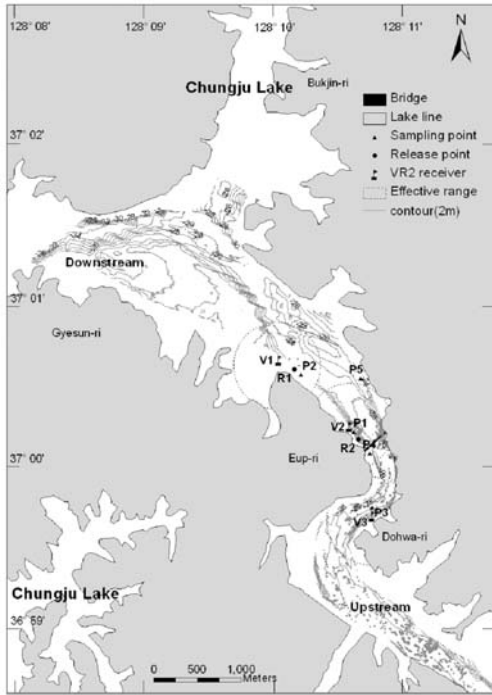 128° 08'
128° 09'
128° 10'
128° 11'
N
Chungju Lake
Bukjin-ri
Bridge
Lake line
Sampling point
Release point
VR2 receiver
Effective range
contour(2m)
37° 02'
Downstream
37° 01'
Gyesun-ri
V1
P2
R1
P5
P1
V2
R2
P4
Eup-ri
37° 00'
P3
V3
Dohwa-ri
Chungju Lake
Upstream
36° 59'
0 500 1,000
Meters